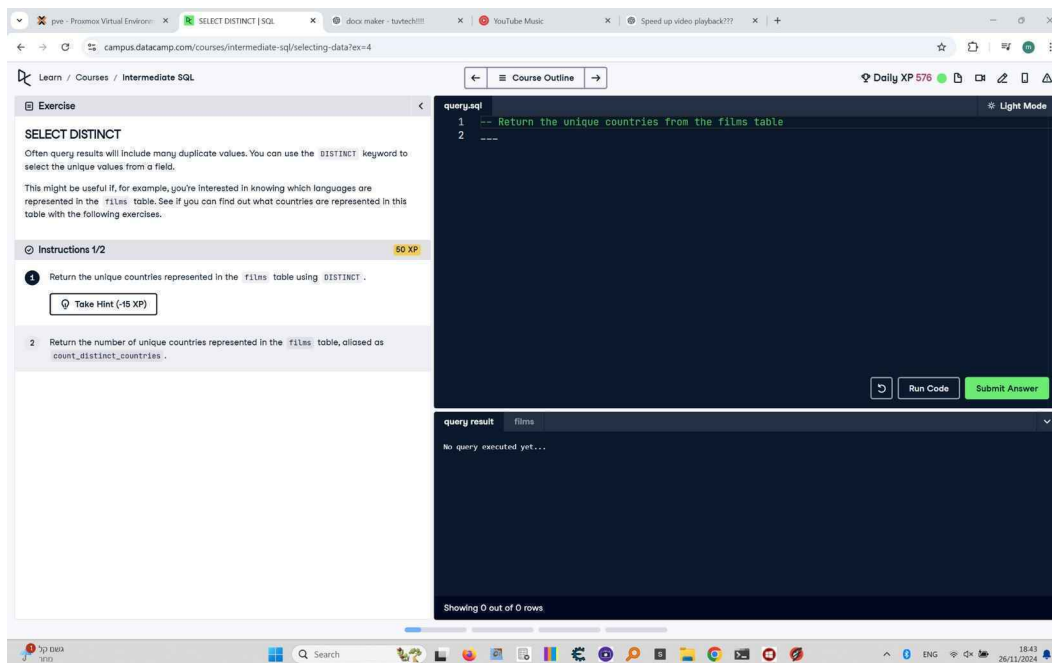 pve - Proxmox Virtual Environ
SELECT DISTINCT | SQL
docx maker - tuvtech!!!!
YouTube Music
Speed up video playback???
campus.datacamp.com/courses/intermediate-sql/selecting-data?ex=4
Learn / Courses / Intermediate SQL
Course Outline
Daily XP 576
Exercise
SELECT DISTINCT
Often query results will include many duplicate values. You can use the DISTINCT keyword to
select the unique values from a field.
This might be useful if, for example, you're interested in knowing which languages are
represented in the films table. See if you can find out what countries are represented in this
table with the following exercises.
Instructions 1/2
50 XP
1 Return the unique countries represented in the films table using DISTINCT.
Take Hint (-15 XP)
2 Return the number of unique countries represented in the films table, aliased as
count_distinct_countries.
query.sql
Light Mode
1 -- Return the unique countries from the films table
2 ___
Run Code
Submit Answer
query result films
No query executed yet...
Showing 0 out of 0 rows
גשם קל
מחר
Search
ENG
18:43
26/11/2024